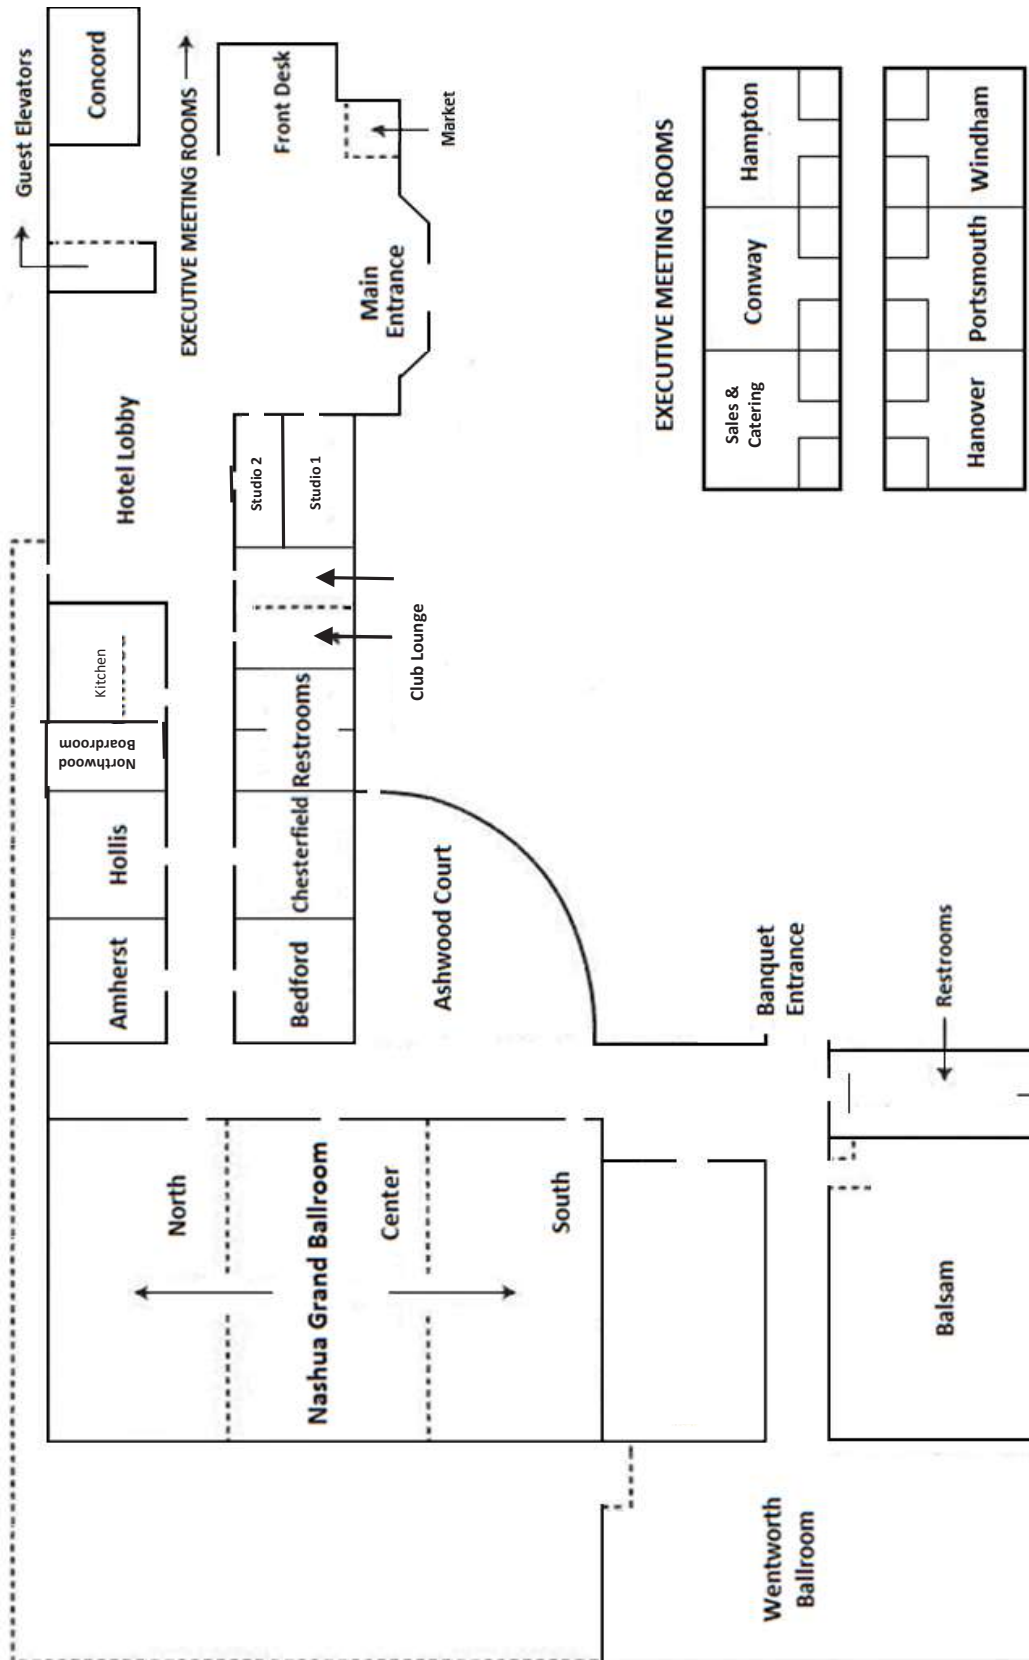 Guest Elevators
Concord
EXECUTIVE MEETING ROOMS
Front Desk
Market
Main
Entrance
Hotel Lobby
Studio 2
Studio 1
Club Lounge
Kitchen
Northwood
Boardroom
Restrooms
Hollis
Chesterfield
Amherst
Bedford
Ashwood Court
Banquet
Entrance
Restrooms
North
Nashua Grand Ballroom
Center
South
Balsam
Wentworth
Ballroom
EXECUTIVE MEETING ROOMS
Hampton
Conway
Sales &
Catering
Windham
Portsmouth
Hanover